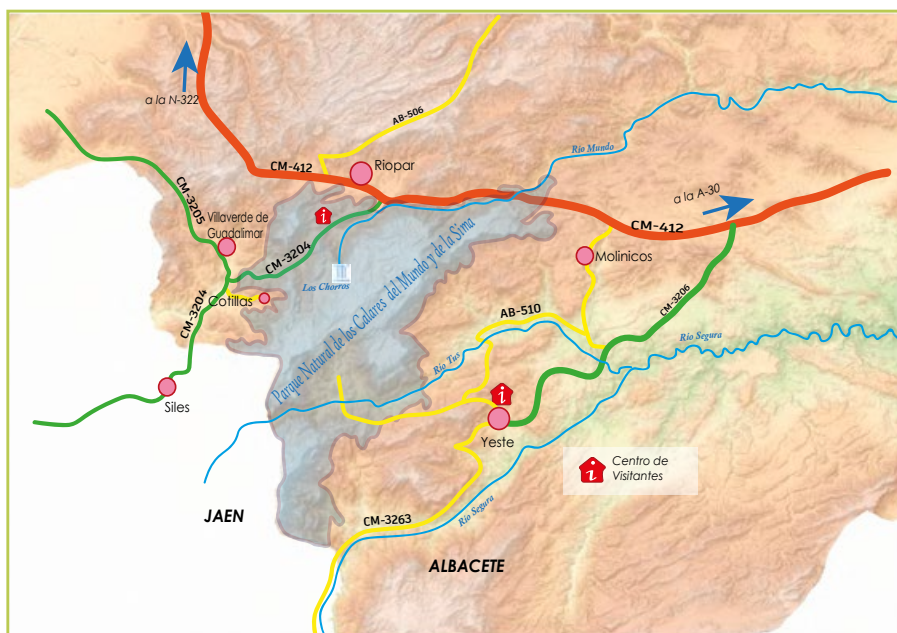 a la N-322
AB-506
Río Mundo
CM-412
Riopar
a la A-30
CM-3205
Villaverde de
Guadalimar
CM-3204
CM-412
Molinicos
Los Chorros
Parque Natural de los Calares del Mundo y de la Sima
Cotillas
CM-3204
CM-3206
AB-510
Río Segura
Río Tus
Siles
Yeste
Centro de
Visitantes
JAEN
Río Segura
CM-3263
ALBACETE